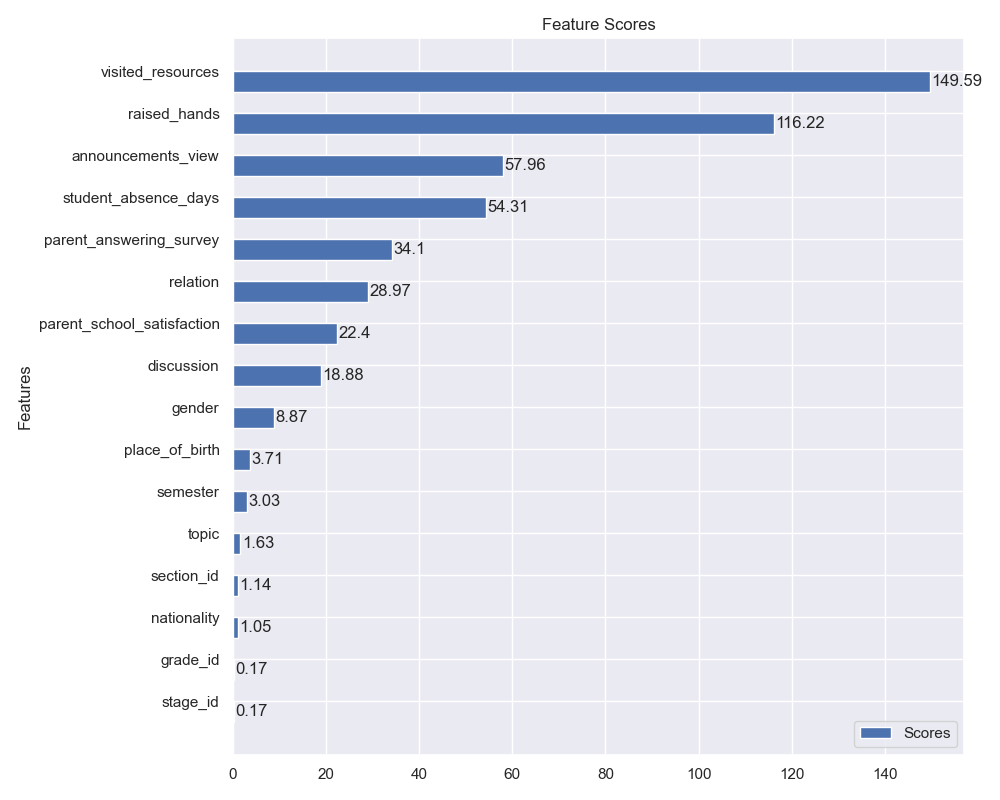 Feature Scores
visited_resources 149.59
raised_hands 116.22
announcements_view 57.96
student_absence_days 54.31
parent_answering_survey 34.1
relation 28.97
parent_school_satisfaction 22.4
discussion 18.88
gender 8.87
place_of_birth 3.71
semester 3.03
topic 1.63
section_id 1.14
nationality 1.05
grade_id 0.17
stage_id 0.17
Features
Scores
0 20 40 60 80 100 120 140